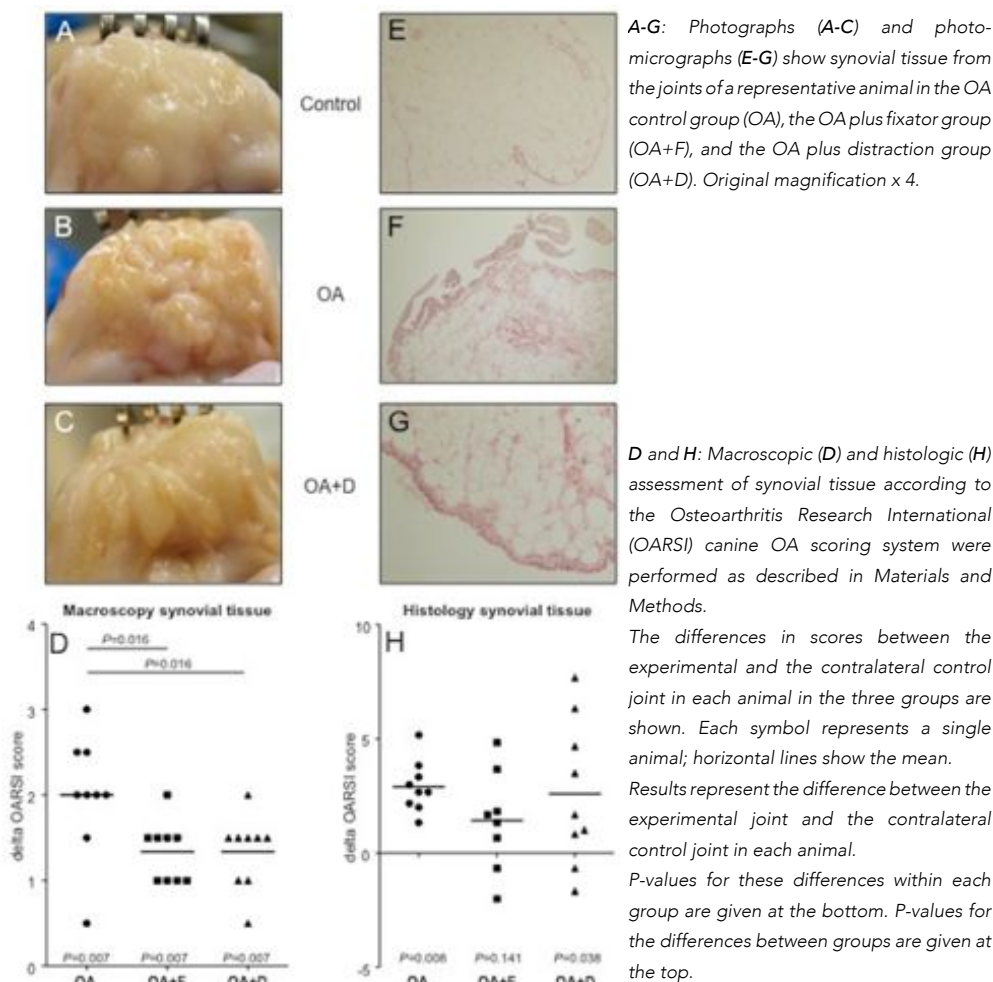 A
E
Control
B
F
OA
C
G
OA+D
A-G: Photographs (A-C) and photo-
micrographs (E-G) show synovial tissue from
the joints of a representative animal in the OA
control group (OA), the OA plus fixator group
(OA+F), and the OA plus distraction group
(OA+D). Original magnification x 4.
D and H: Macroscopic (D) and histologic (H)
assessment of synovial tissue according to
the Osteoarthritis Research International
(OARSI) canine OA scoring system were
performed as described in Materials and
Methods.
The differences in scores between the
experimental and the contralateral control
joint in each animal in the three groups are
shown. Each symbol represents a single
animal; horizontal lines show the mean.
Results represent the difference between the
experimental joint and the contralateral
control joint in each animal.
P-values for these differences within each
group are given at the bottom. P-values for
the differences between groups are given at
the top.
Macroscopy synovial tissue
D
P=0.016
P=0.016
delta OARSI score
4
3
2
1
0
P=0.007 P=0.007 P=0.007
OA OA+F OA+D
Histology synovial tissue
H
delta OARSI score
10
5
0
-5
P=0.141 P=0.038
OA OA+F OA+D